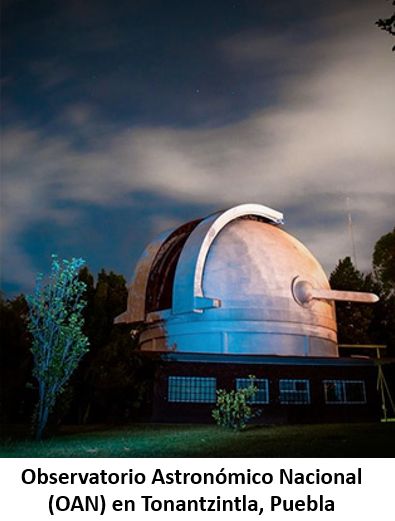 Observatorio Astronómico Nacional
(OAN) en Tonantzintla, Puebla